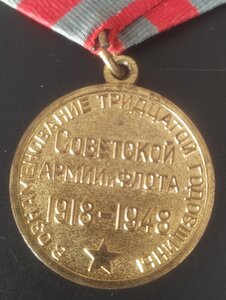 В ОЗНАМЕНОВАНИЕ ТРИДЦАТОЙ ГОДОВЩИНЫ
СОВЕТСКОЙ
АРМИИ и ФЛОТА
1918-1948